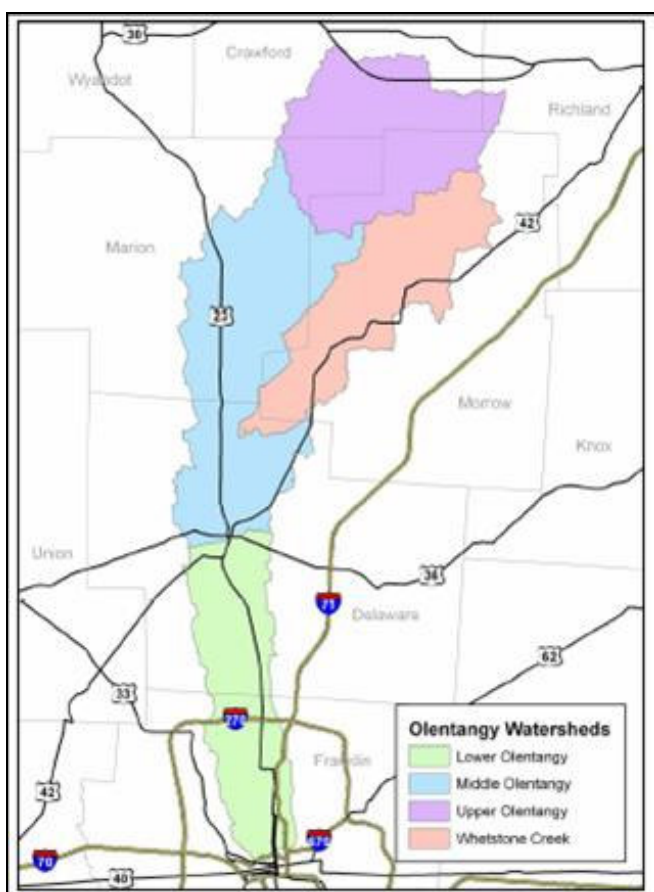 30
Crawford
Wyandot
Richland
42
Marion
23
Morrow
Knox
Union
36
71
Delaware
62
33
270
Olentangy Watersheds
Lower Olentangy
Middle Olentangy
Upper Olentangy
Whetstone Creek
Franklin
42
670
70
40